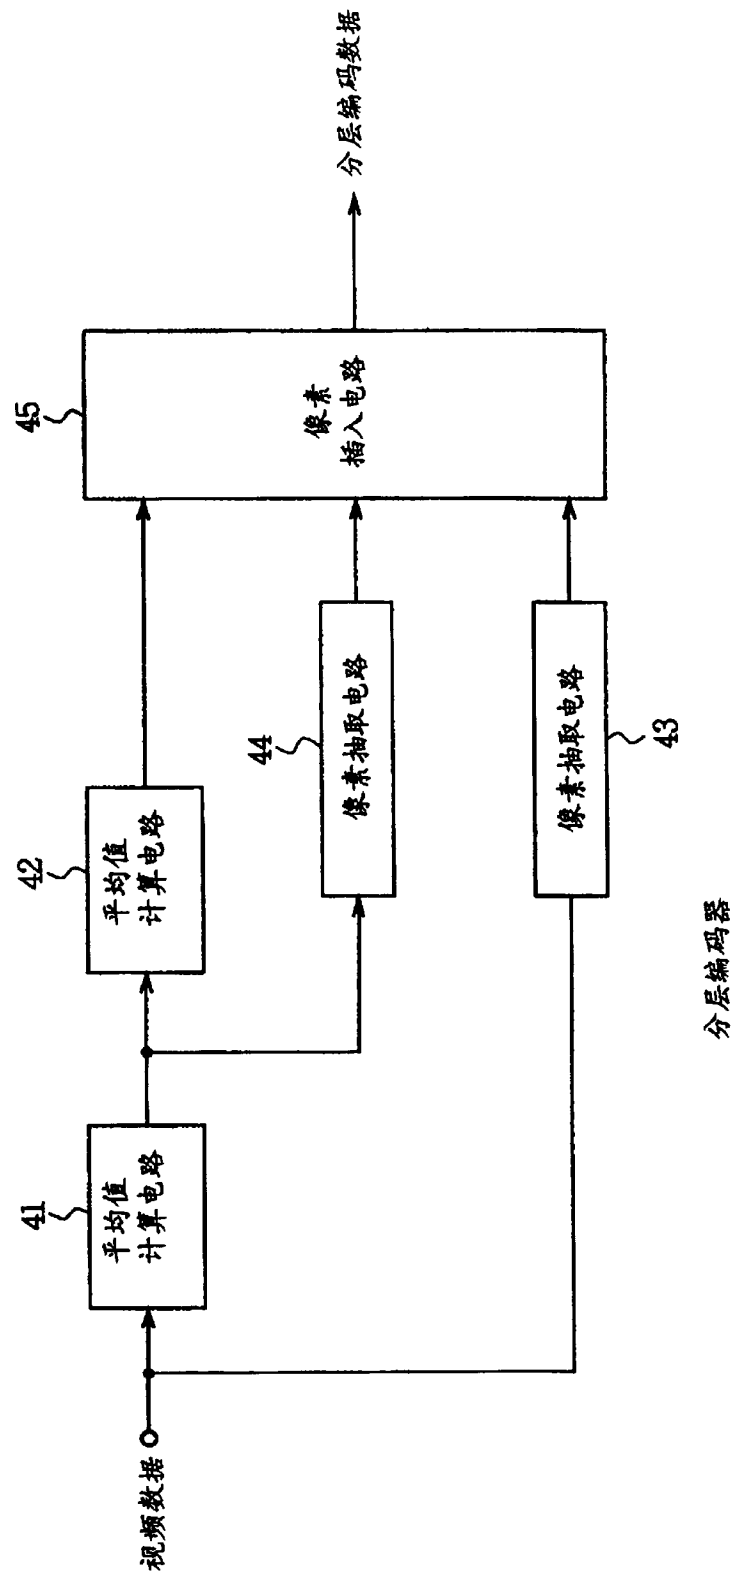 视频数据
41
平均值
计算电路
42
平均值
计算电路
44
像素抽取电路
43
像素抽取电路
45
像素
插入电路
分层编码数据
分层编码器